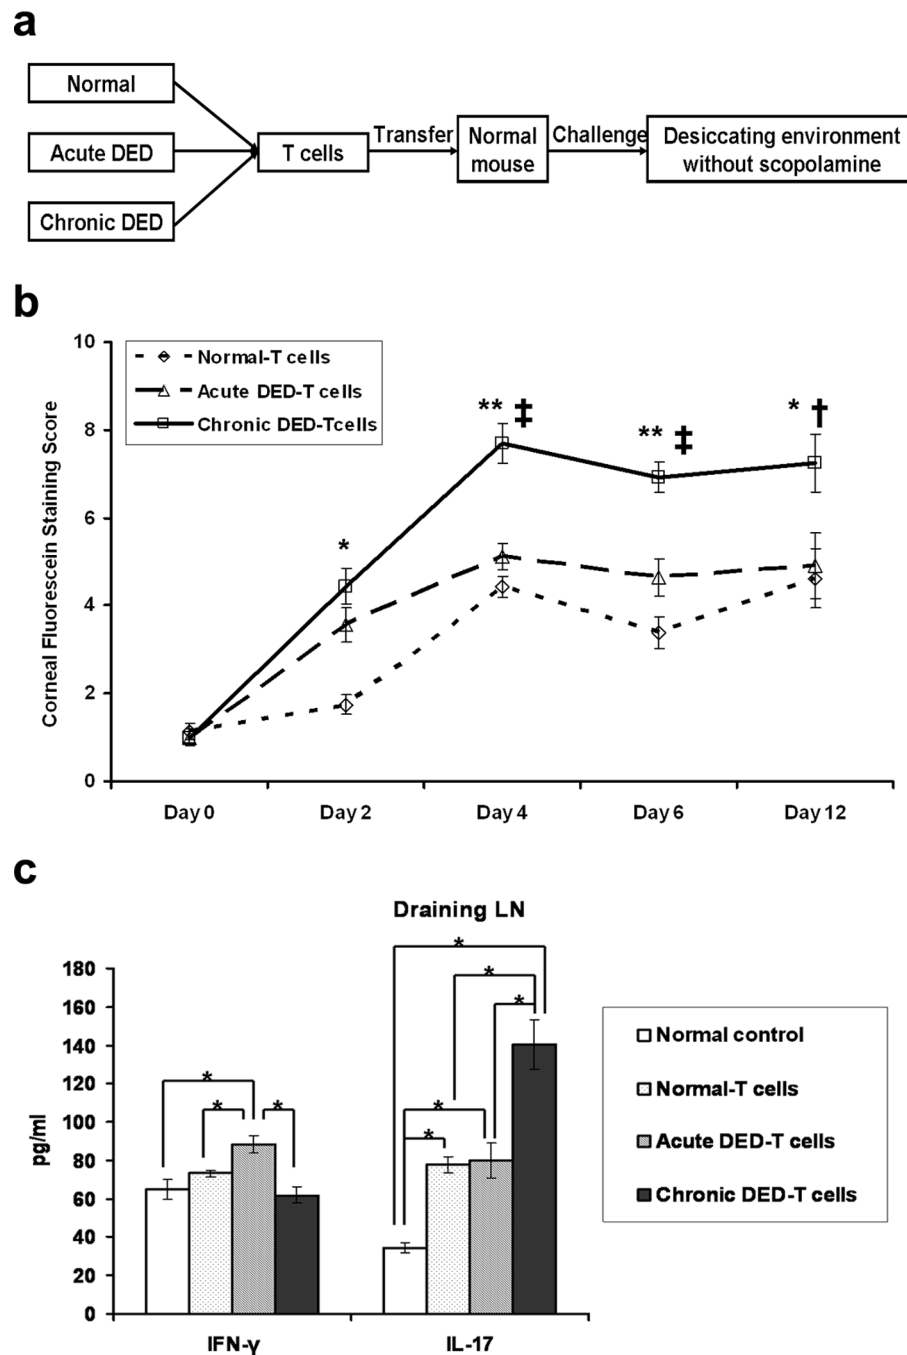 a
Normal
Acute DED
Chronic DED
T cells
Transfer
Normal
mouse
Challenge
Desiccating environment
without scopolamine
b
Corneal Fluorescein Staining Score
10
8
6
4
2
0
Normal-T cells
Acute DED-T cells
Chronic DED-Tcells
*
** ‡
** ‡
* †
Day 0 Day 2 Day 4 Day 6 Day 12
c
Draining LN
pg/ml
180
160
140
120
100
80
60
40
20
0
* * *
* * * * *
IFN-γ IL-17
Normal control
Normal-T cells
Acute DED-T cells
Chronic DED-T cells